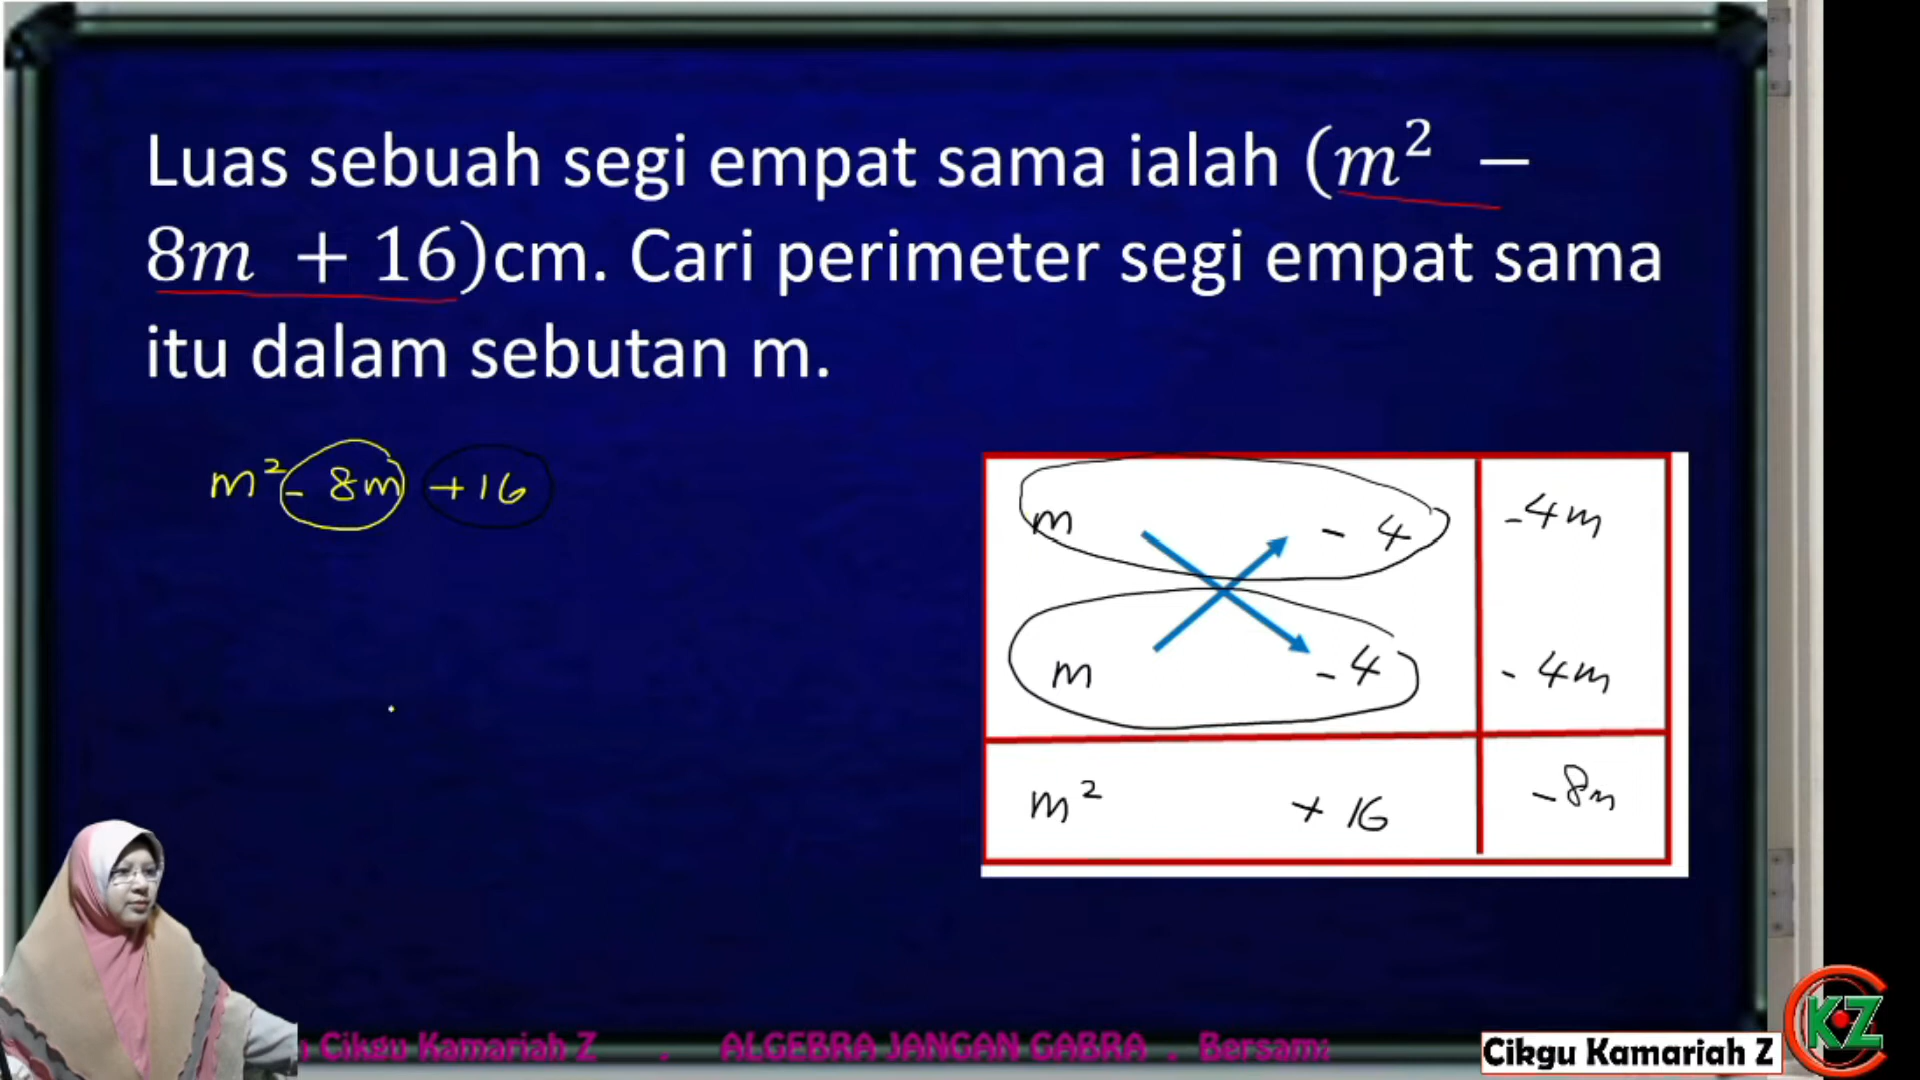 Luas sebuah segi empat sama ialah (m² −
8m + 16)cm. Cari perimeter segi empat sama
itu dalam sebutan m.
m² - 8m + 16
m - 4 -4m
m - 4 - 4m
m² + 16 -8m
Cikgu Kamariah Z . ALGEBRA JANGAN GABRA . Bersama
Cikgu Kamariah Z
KZ